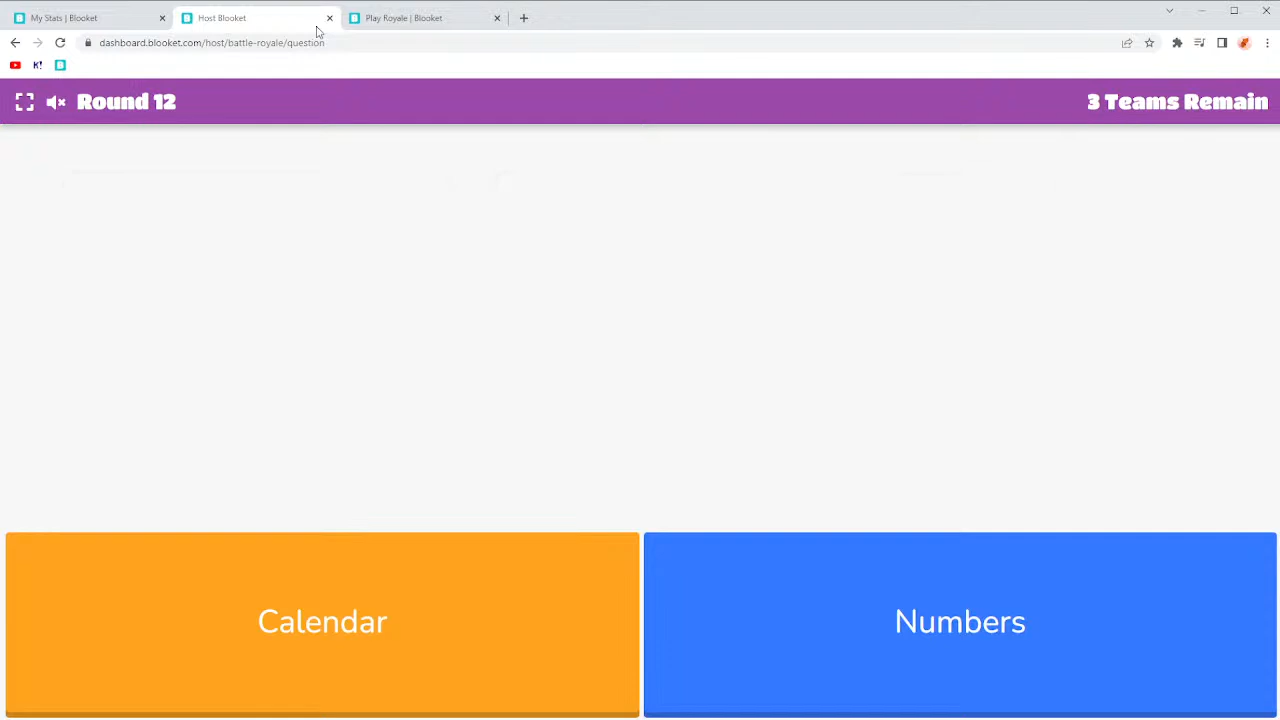 My Stats | Blooket
Host Blooket
Play Royale | Blooket
dashboard.blooket.com/host/battle-royale/question
K!
Round 12
3 Teams Remain
Calendar
Numbers